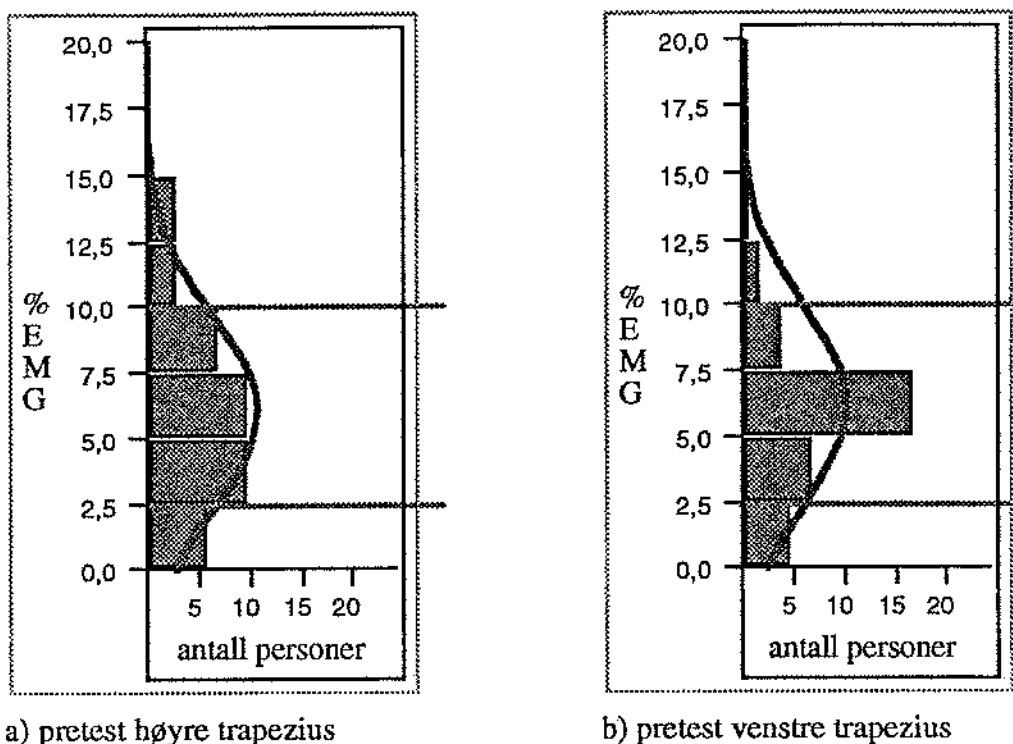 20,0
17,5
15,0
12,5
10,0
7,5
5,0
2,5
0,0
%
E
M
G
5 10 15 20
antall personer
a) pretest høyre trapezius
20,0
17,5
15,0
12,5
10,0
7,5
5,0
2,5
0,0
%
E
M
G
5 10 15 20
antall personer
b) pretest venstre trapezius